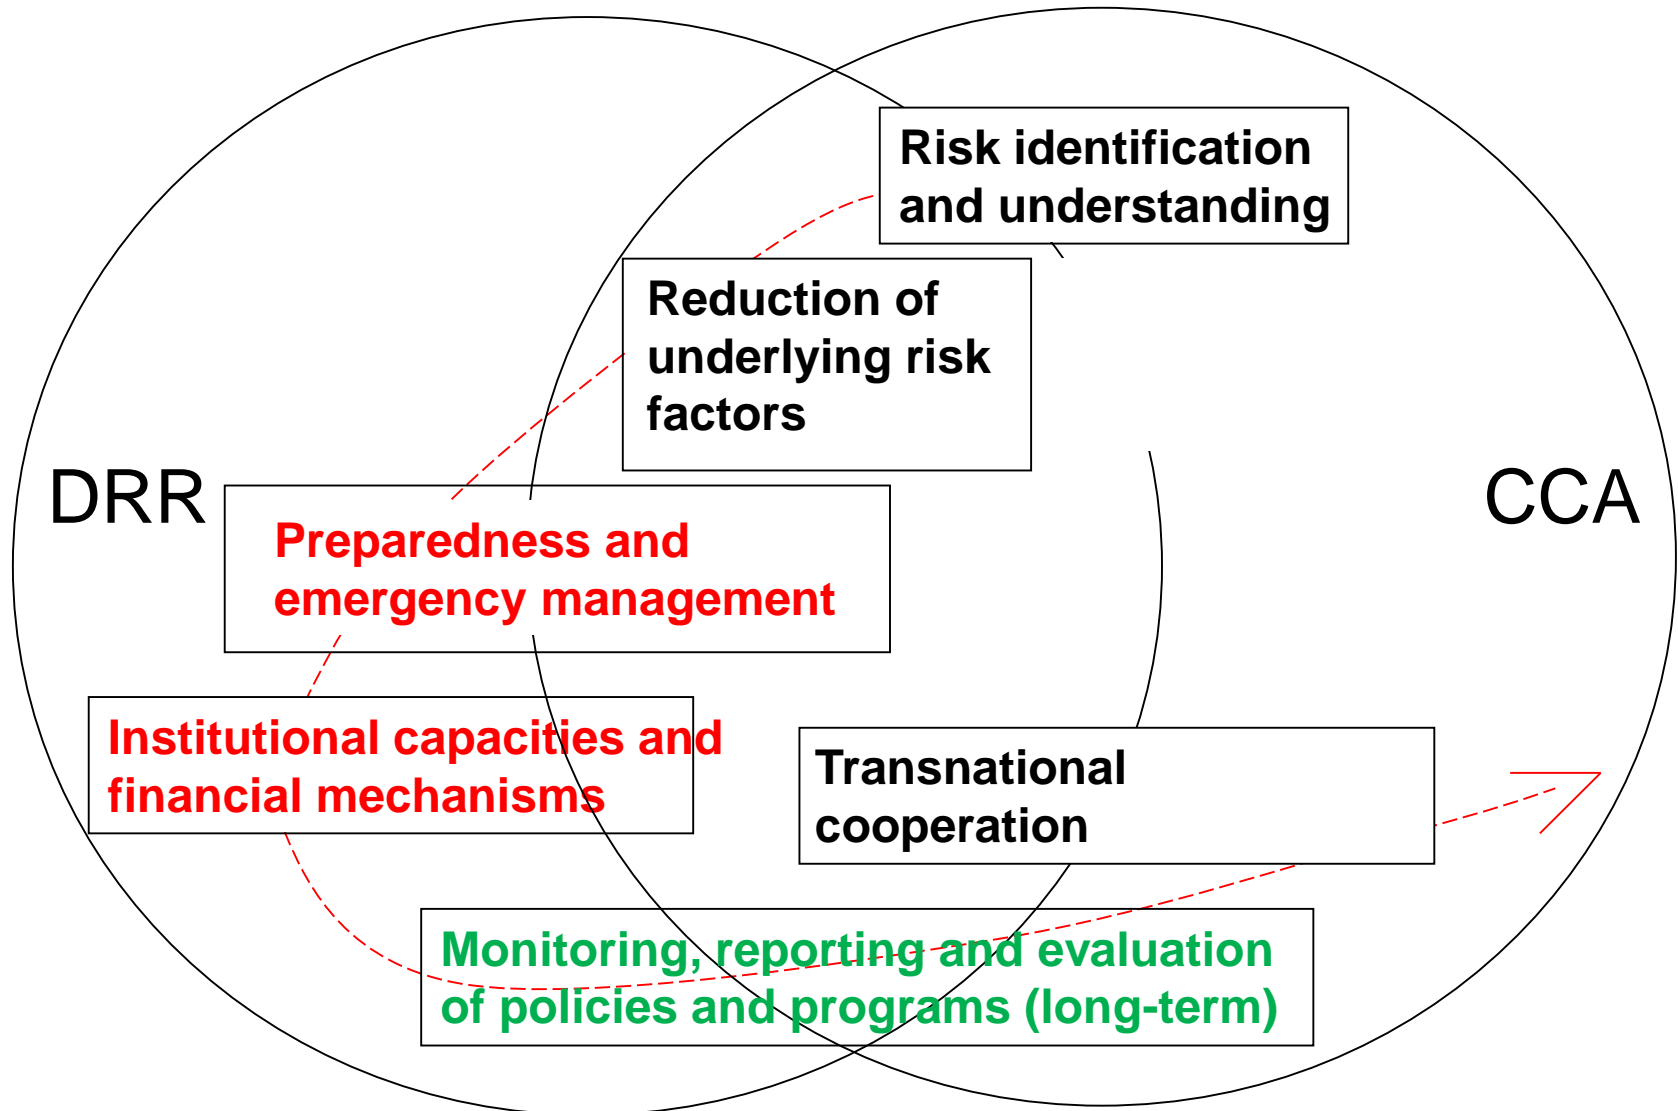 Risk identification
and understanding
Reduction of
underlying risk
factors
DRR
CCA
Preparedness and
emergency management
Institutional capacities and
financial mechanisms
Transnational
cooperation
Monitoring, reporting and evaluation
of policies and programs (long-term)